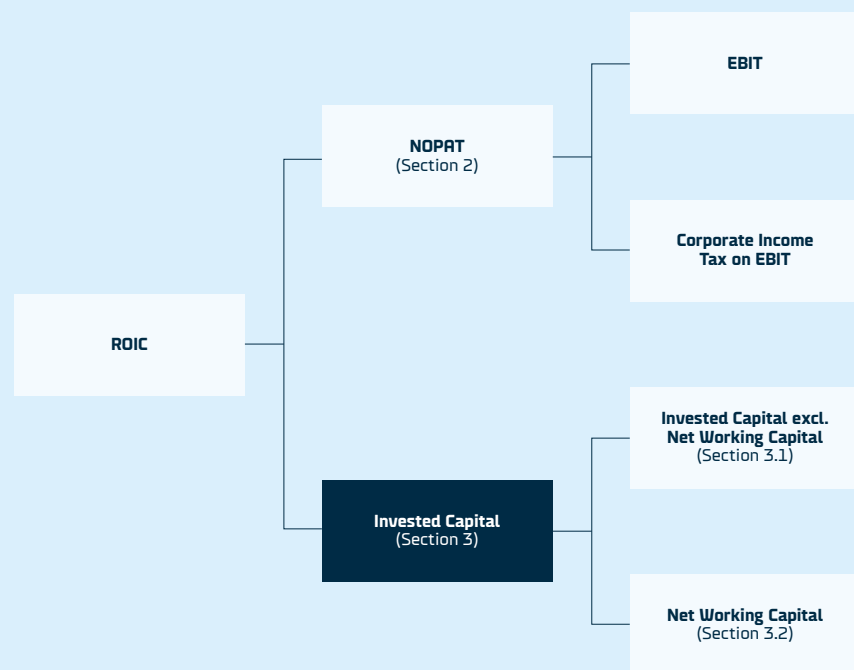 EBIT
NOPAT
(Section 2)
Corporate Income
Tax on EBIT
ROIC
Invested Capital excl.
Net Working Capital
(Section 3.1)
Invested Capital
(Section 3)
Net Working Capital
(Section 3.2)